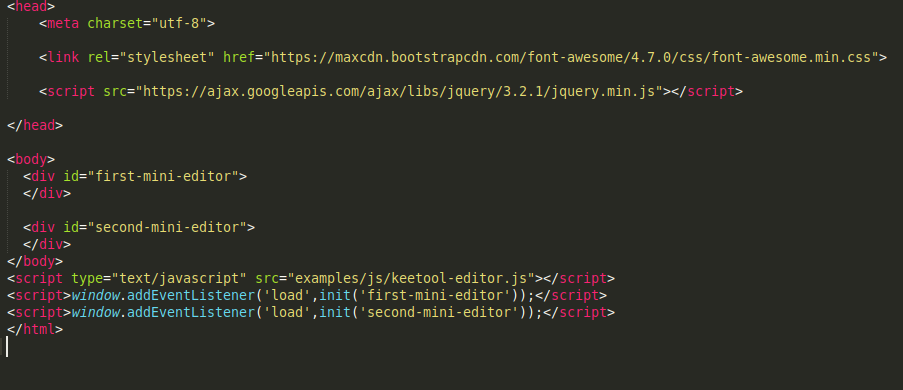 <head>
<meta charset="utf-8">
<link rel="stylesheet" href="https://maxcdn.bootstrapcdn.com/font-awesome/4.7.0/css/font-awesome.min.css">
<script src="https://ajax.googleapis.com/ajax/libs/jquery/3.2.1/jquery.min.js"></script>
</head>
<body>
<div id="first-mini-editor">
</div>
<div id="second-mini-editor">
</div>
</body>
<script type="text/javascript" src="examples/js/keetool-editor.js"></script>
<script>window.addEventListener('load',init('first-mini-editor'));</script>
<script>window.addEventListener('load',init('second-mini-editor'));</script>
</html>